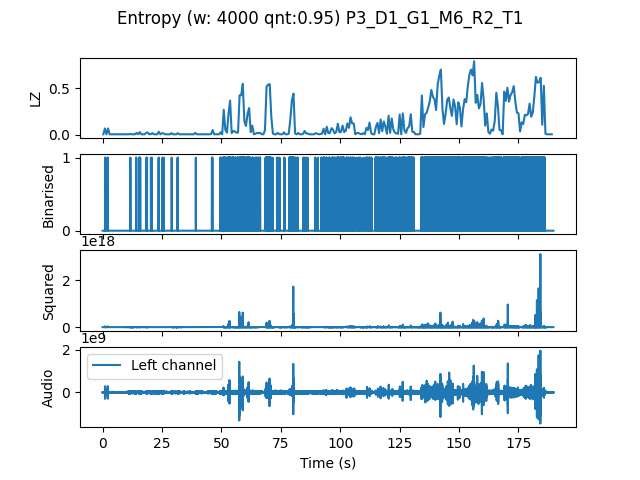 Entropy (w: 4000 qnt:0.95) P3_D1_G1_M6_R2_T1
LZ
0.5
0.0
Binarised
1
0
1e18
Squared
2
0
1e9
Audio
2
0
Left channel
0 25 50 75 100 125 150 175
Time (s)